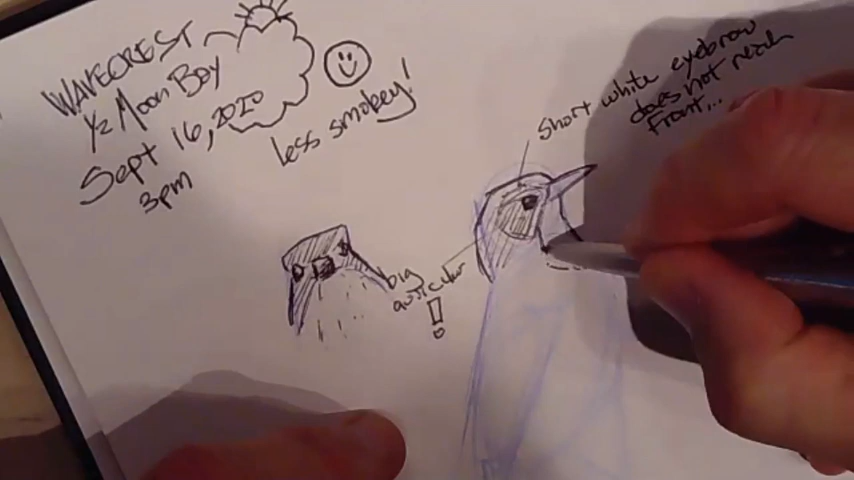 WAVECREST
1/2 Moon Bay
Sept 16, 2020
3pm
less smokey!
Short white eyebrow
does not reach
front...
big
auricular
!